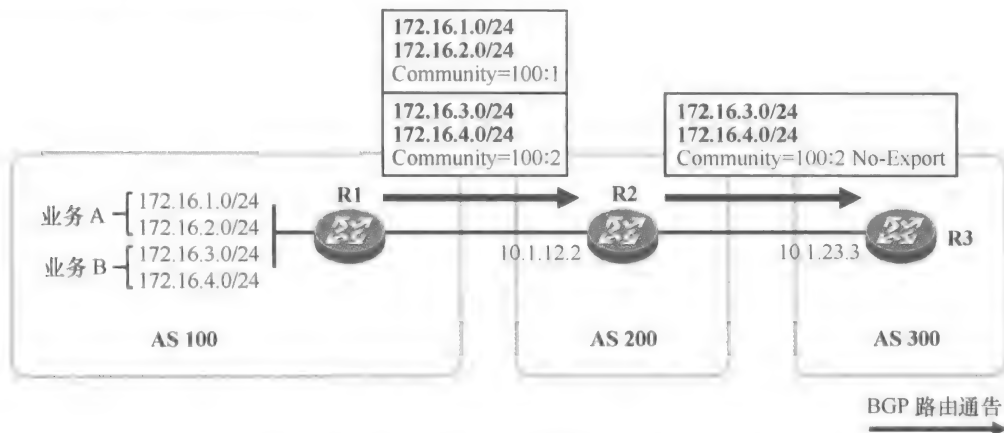 172.16.1.0/24
172.16.2.0/24
Community=100:1
172.16.3.0/24
172.16.4.0/24
Community=100:2
172.16.3.0/24
172.16.4.0/24
Community=100:2 No-Export
业务 A
172.16.1.0/24
172.16.2.0/24
业务 B
172.16.3.0/24
172.16.4.0/24
R1
R2
R3
10.1.12.2
10 1.23.3
AS 100
AS 200
AS 300
BGP 路由通告